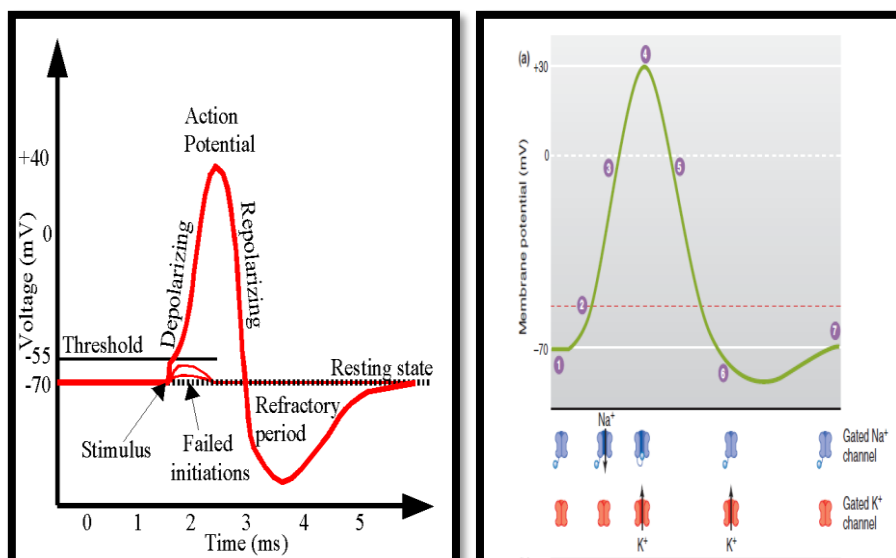 Action
Potential
+40
0
-55
-70
Voltage (mV)
Depolarizing
Repolarizing
Threshold
Resting state
Stimulus
Failed
initiations
Refractory
period
0 1 2 3 4 5
Time (ms)
(a)
+30
0
-70
Membrane potential (mV)
1
2
3
4
5
6
7
Na+
Gated Na+
channel
Gated K+
channel
K+ K+